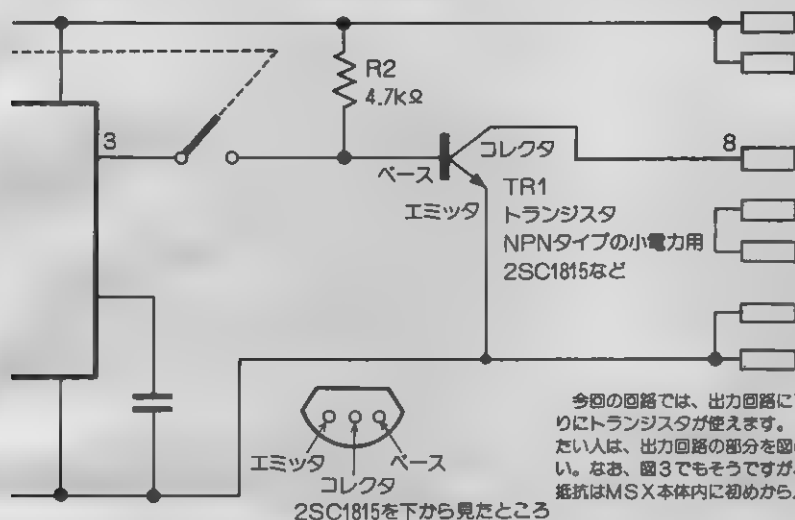 R2
4.7kΩ
3
8
コレクタ
ベース
エミッタ
TR1
トランジスタ
NPNタイプの小電力用
2SC1815など
エミッタ
ベース
コレクタ
2SC1815を下から見たところ
今回の回路では、出力回路に
りにトランジスタが使えます。
たい人は、出力回路の部分を図
い。なお、図3でもそうですが、
抵抗はMSX本体内に初めから